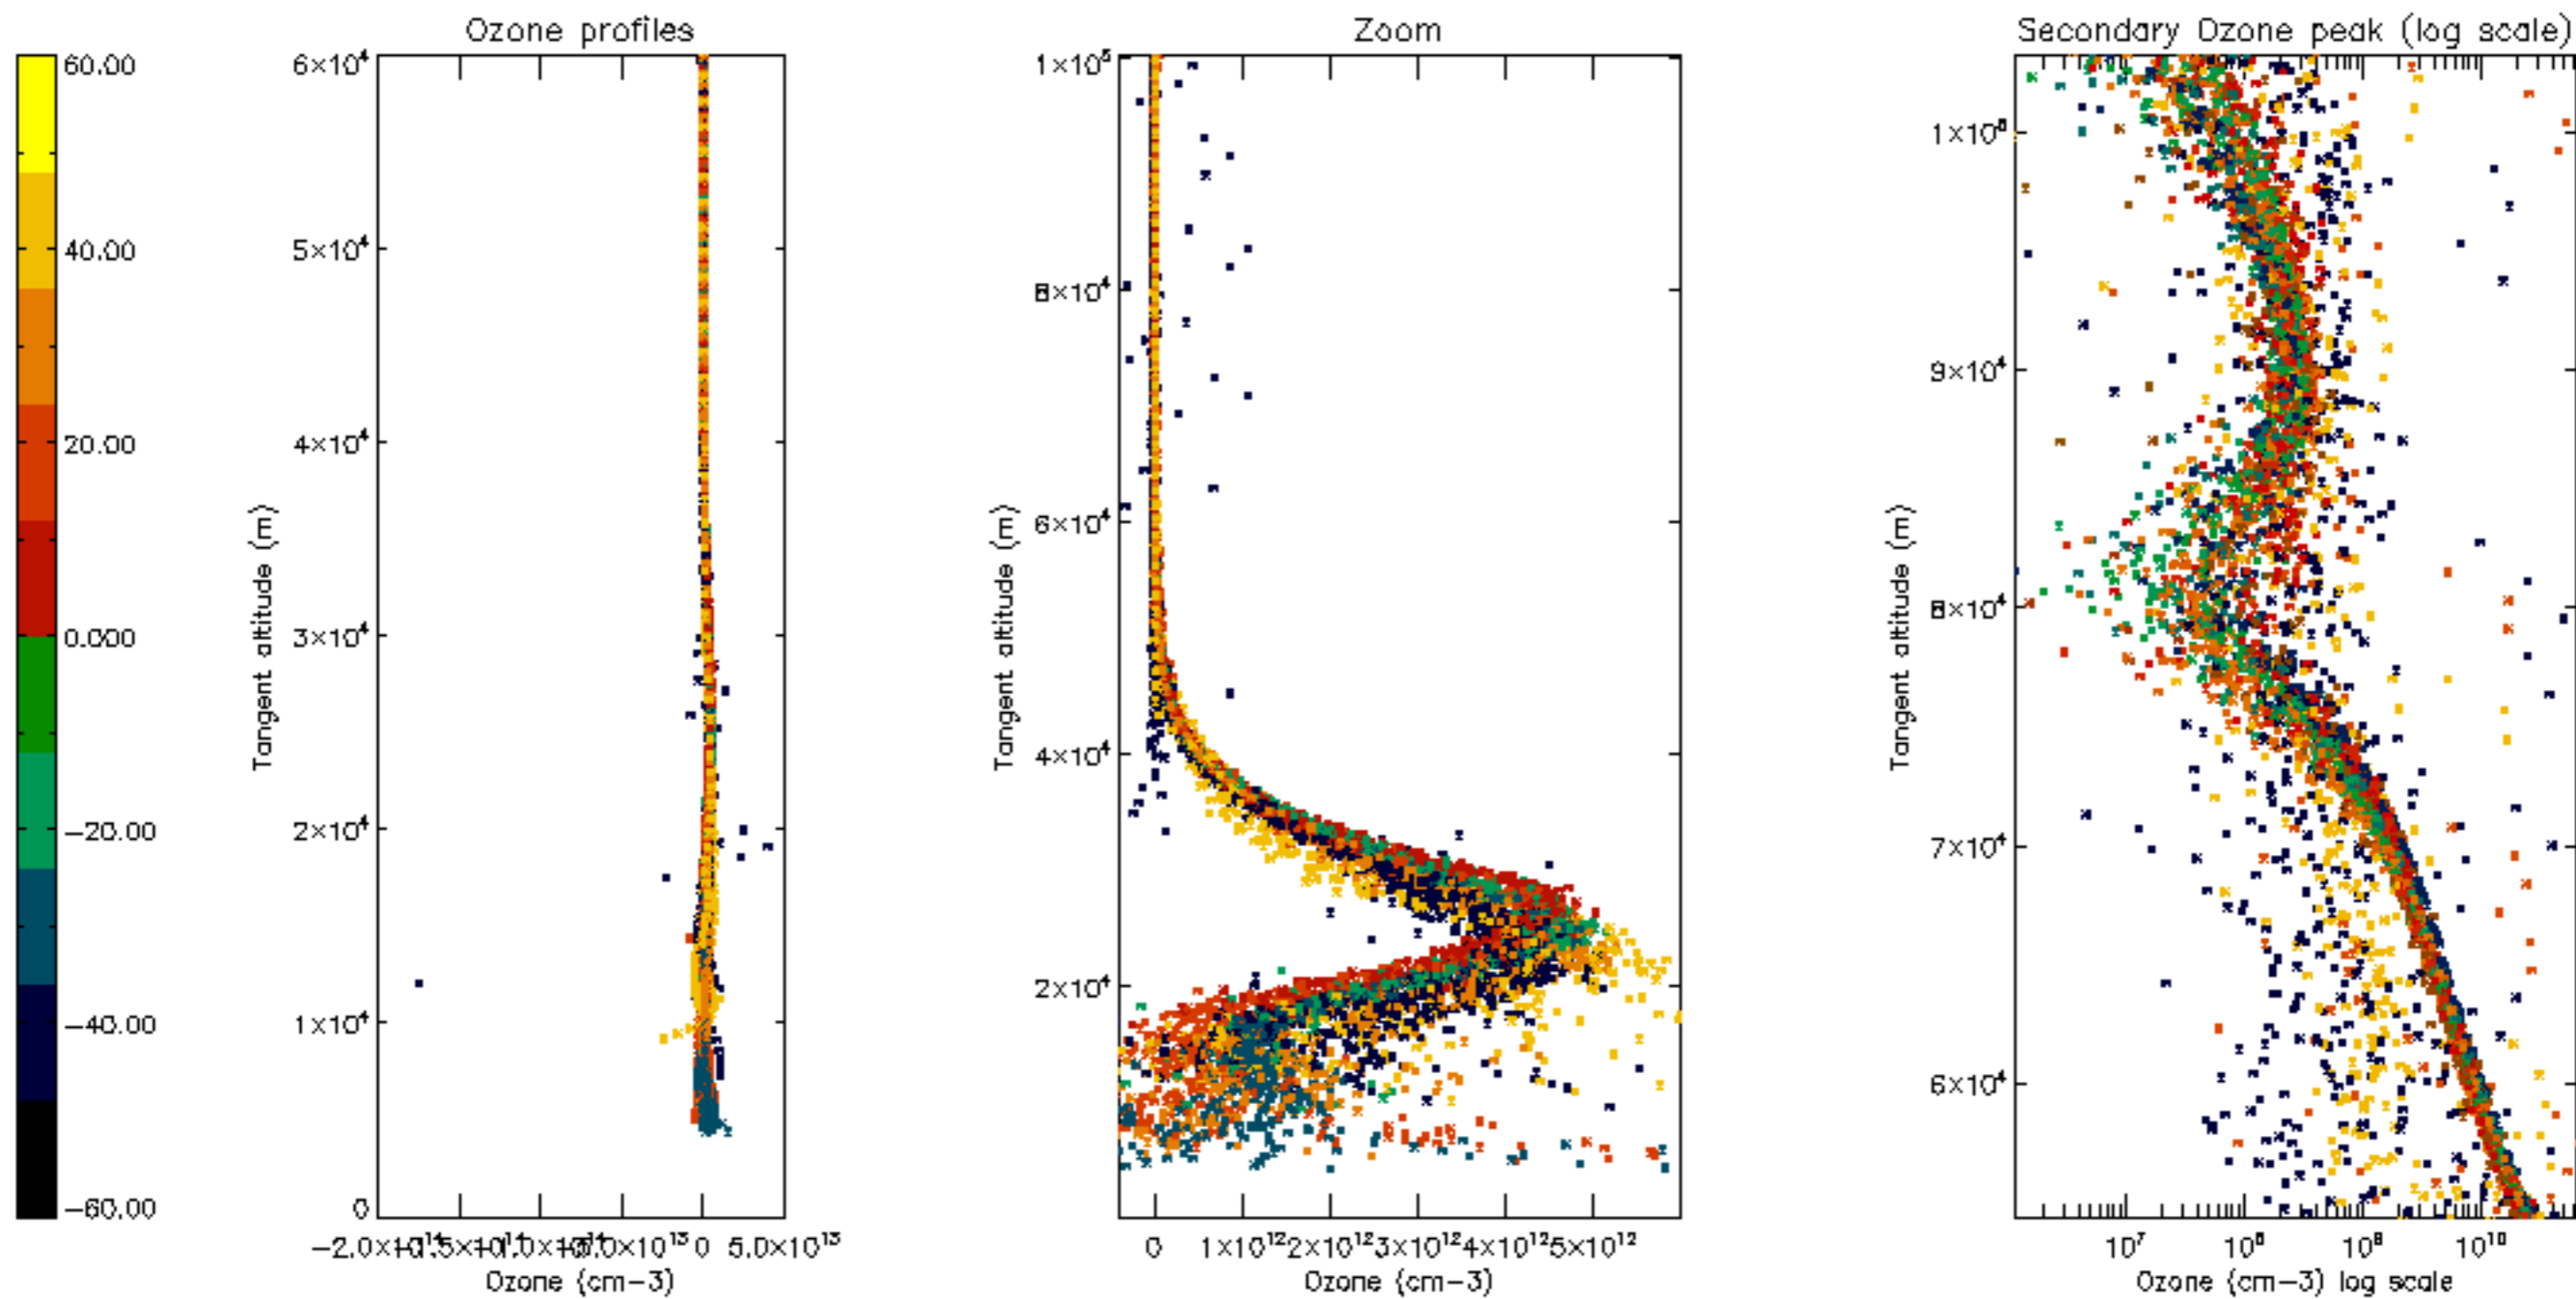 Ozone profiles
Zoom
Secondary Ozone peak (log scale)
60.00
40.00
20.00
0.000
−20.00
−40.00
−60.00
Tangent altitude (m)
6×10⁴
5×10⁴
4×10⁴
3×10⁴
2×10⁴
1×10⁴
0
0 5.0×10¹³
Ozone (cm−3)
Tangent altitude (m)
1×10⁵
8×10⁴
6×10⁴
4×10⁴
2×10⁴
0 1×10¹² 2×10¹² 3×10¹² 4×10¹² 5×10¹²
Ozone (cm−3)
Tangent altitude (m)
9×10⁴
8×10⁴
7×10⁴
6×10⁴
10⁷ 10⁸ 10⁹ 10¹⁰
Ozone (cm−3) log scale